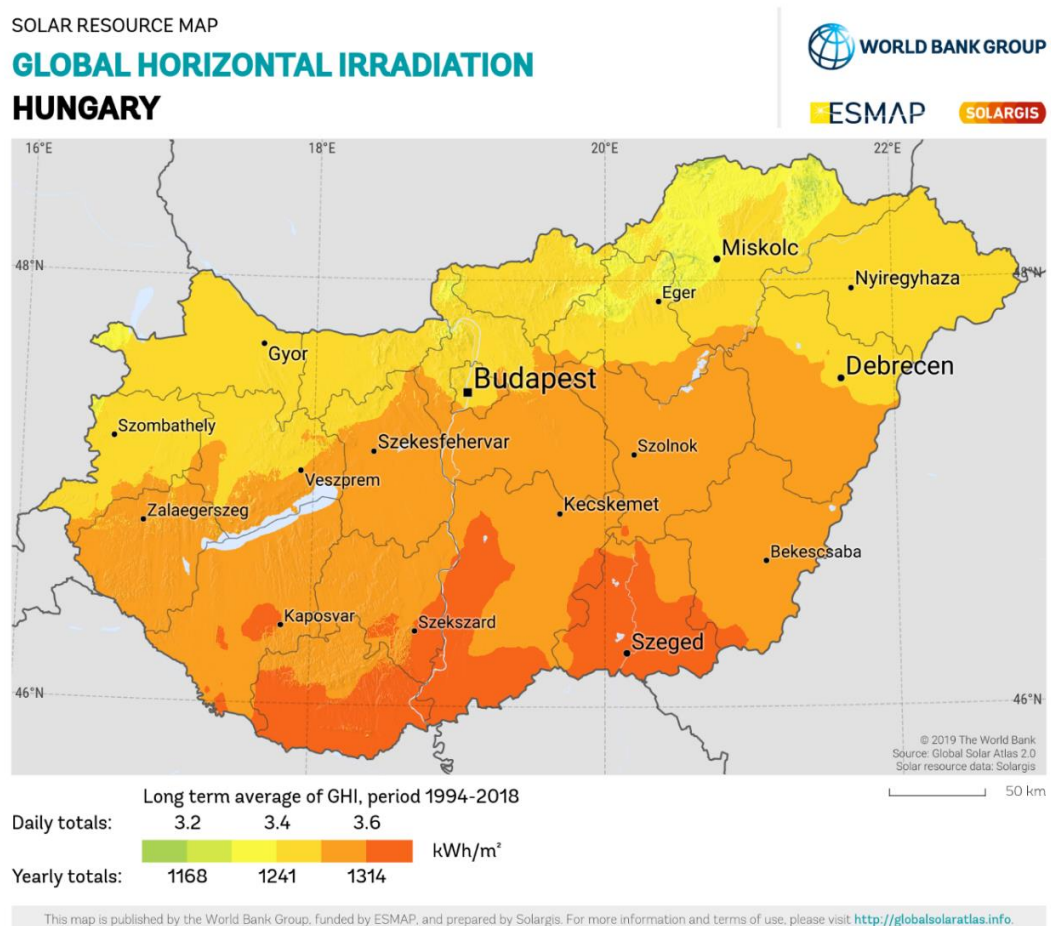 SOLAR RESOURCE MAP
GLOBAL HORIZONTAL IRRADIATION
HUNGARY
WORLD BANK GROUP
ESMAP
SOLARGIS
16°E
18°E
20°E
22°E
48°N
48°N
Miskolc
Nyiregyhaza
Eger
Gyor
Debrecen
Budapest
Szombathely
Szekesfehervar
Szolnok
Veszprem
Zalaegerszeg
Kecskemet
Bekescsaba
Kaposvar
Szekszard
Szeged
46°N
46°N
© 2019 The World Bank
Source: Global Solar Atlas 2.0
Solar resource data: Solargis
50 km
Long term average of GHI, period 1994-2018
Daily totals: 3.2 3.4 3.6
kWh/m²
Yearly totals: 1168 1241 1314
This map is published by the World Bank Group, funded by ESMAP, and prepared by Solargis. For more information and terms of use, please visit http://globalsolaratlas.info.